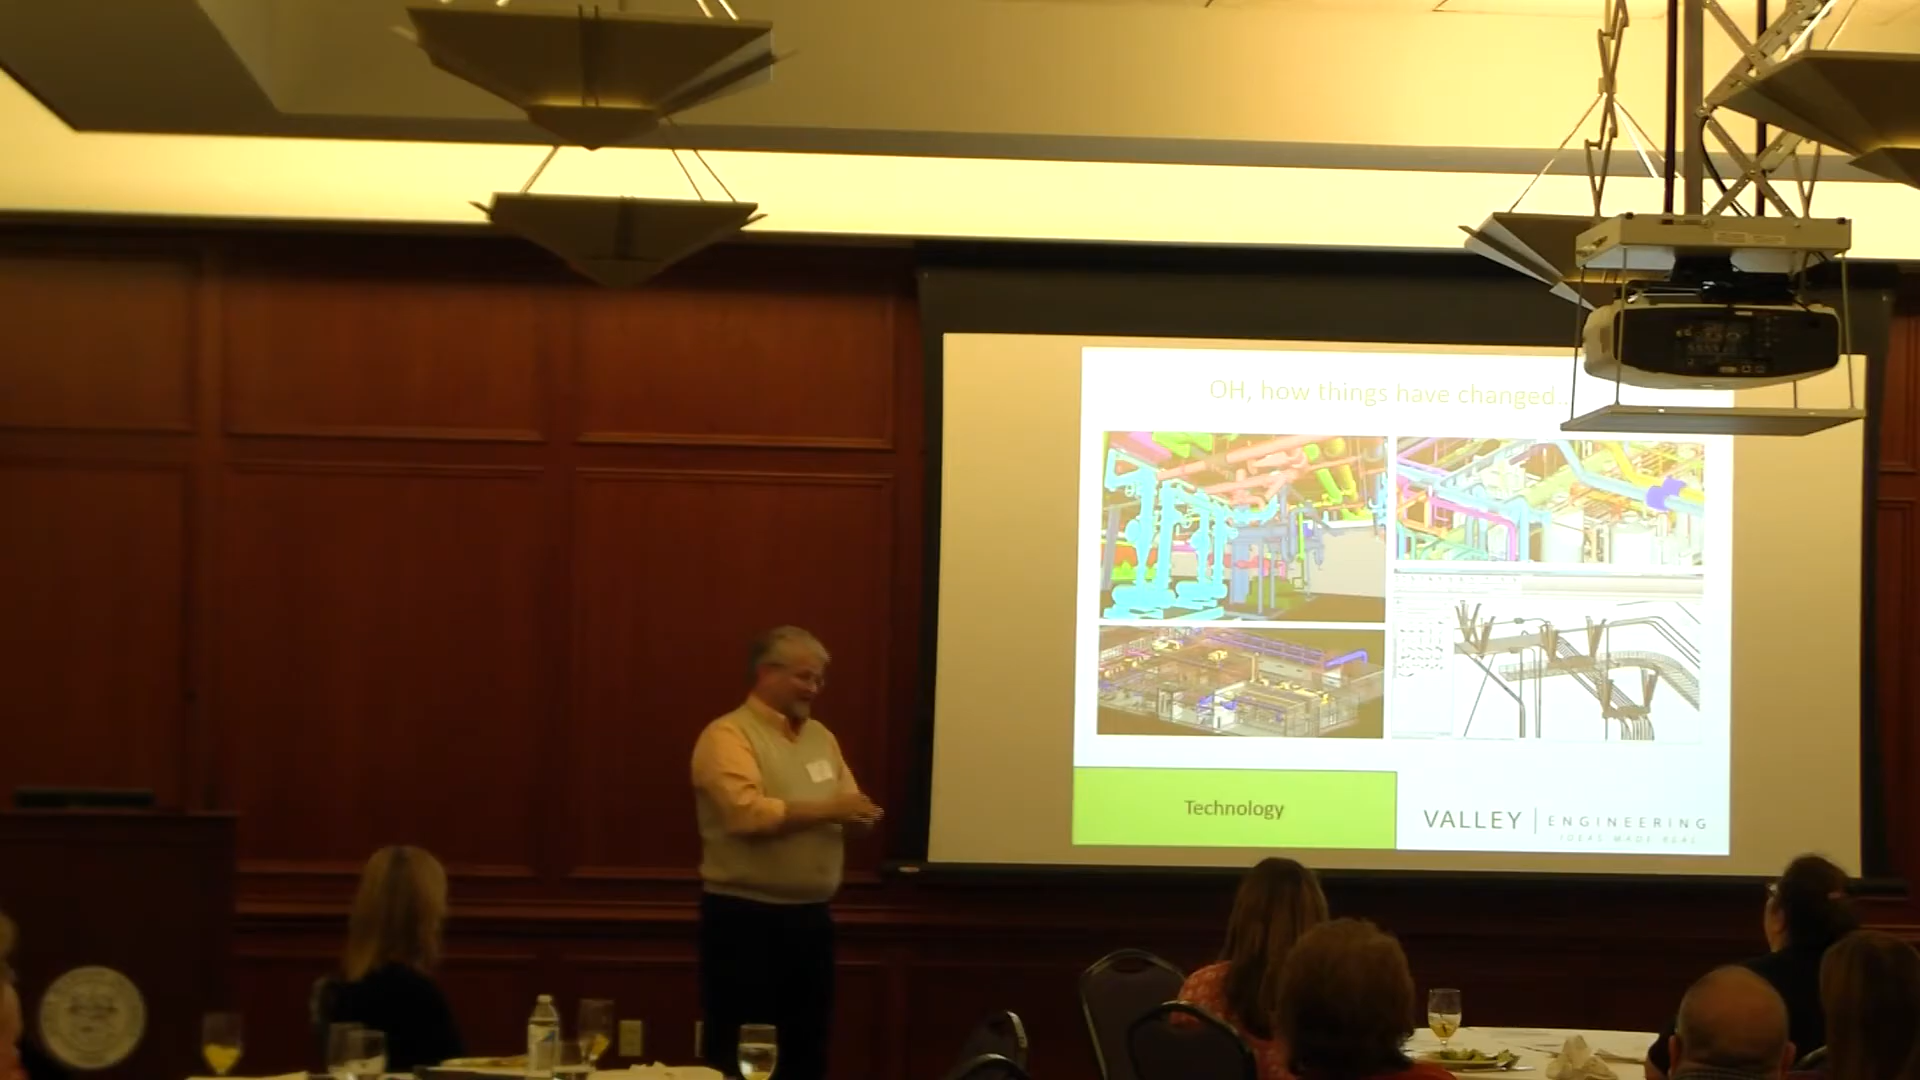 OH, how things have changed...
Technology
VALLEY ENGINEERING
IDEAS MADE REAL